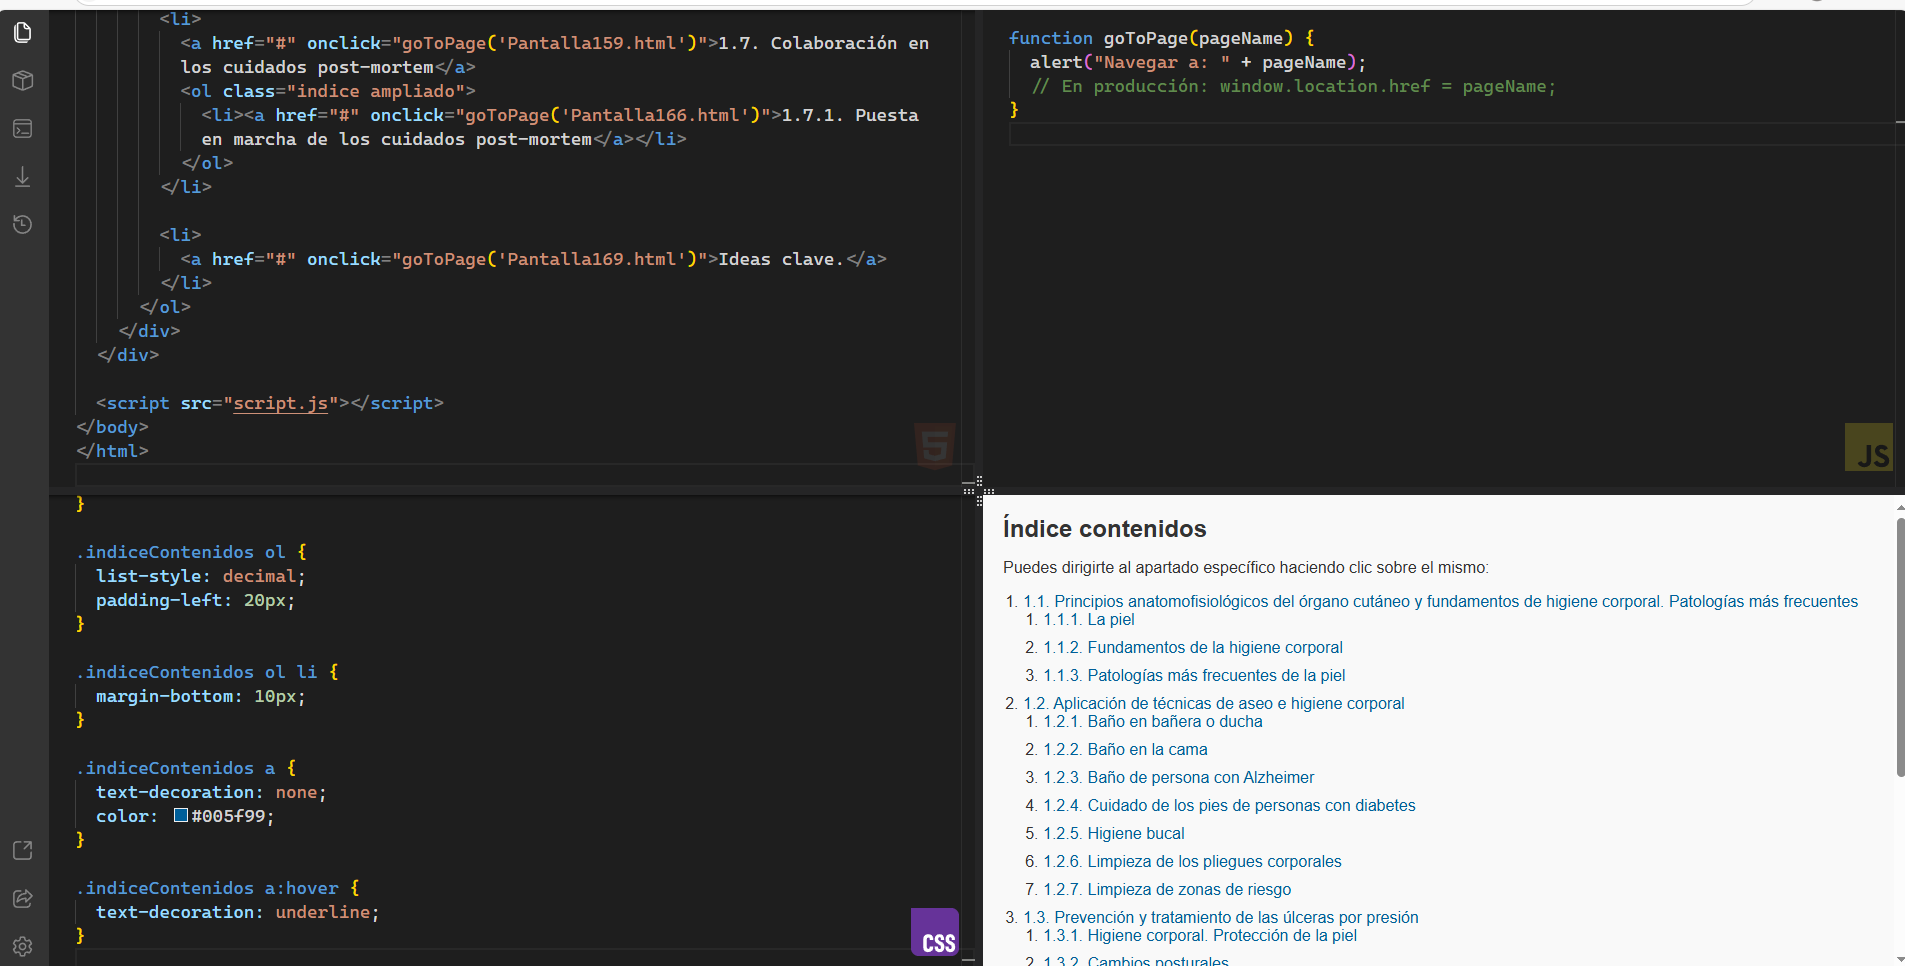 <li>
<a href="#" onclick="goToPage('Pantalla159.html')">1.7. Colaboración en
los cuidados post-mortem</a>
<ol class="indice ampliado">
<li><a href="#" onclick="goToPage('Pantalla166.html')">1.7.1. Puesta
en marcha de los cuidados post-mortem</a></li>
</ol>
</li>
<li>
<a href="#" onclick="goToPage('Pantalla169.html')">Ideas clave.</a>
</li>
</ol>
</div>
</div>
<script src="script.js"></script>
</body>
</html>
5
function goToPage(pageName) {
alert("Navegar a: " + pageName);
// En producción: window.location.href = pageName;
}
JS
}
.indiceContenidos ol {
list-style: decimal;
padding-left: 20px;
}
.indiceContenidos ol li {
margin-bottom: 10px;
}
.indiceContenidos a {
text-decoration: none;
color: #005f99;
}
.indiceContenidos a:hover {
text-decoration: underline;
}
CSS
Índice contenidos
Puedes dirigirte al apartado específico haciendo clic sobre el mismo:
1. 1.1. Principios anatomofisiológicos del órgano cutáneo y fundamentos de higiene corporal. Patologías más frecuentes
1. 1.1.1. La piel
2. 1.1.2. Fundamentos de la higiene corporal
3. 1.1.3. Patologías más frecuentes de la piel
2. 1.2. Aplicación de técnicas de aseo e higiene corporal
1. 1.2.1. Baño en bañera o ducha
2. 1.2.2. Baño en la cama
3. 1.2.3. Baño de persona con Alzheimer
4. 1.2.4. Cuidado de los pies de personas con diabetes
5. 1.2.5. Higiene bucal
6. 1.2.6. Limpieza de los pliegues corporales
7. 1.2.7. Limpieza de zonas de riesgo
3. 1.3. Prevención y tratamiento de las úlceras por presión
1. 1.3.1. Higiene corporal. Protección de la piel
2. 1.3.2. Cambios posturales